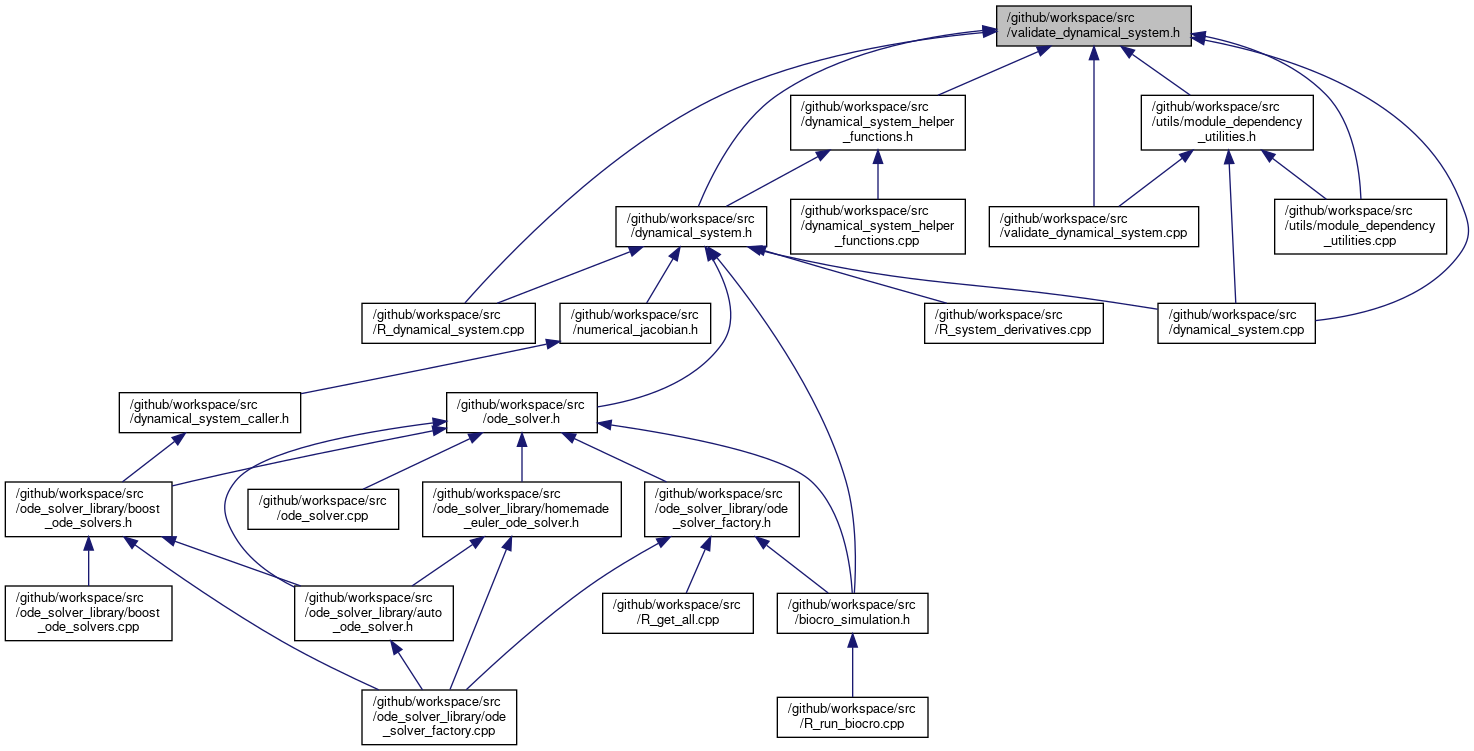 /github/workspace/src
/validate_dynamical_system.h
/github/workspace/src
/dynamical_system_helper
_functions.h
/github/workspace/src
/utils/module_dependency
_utilities.h
/github/workspace/src
/dynamical_system.h
/github/workspace/src
/dynamical_system_helper
_functions.cpp
/github/workspace/src
/validate_dynamical_system.cpp
/github/workspace/src
/utils/module_dependency
_utilities.cpp
/github/workspace/src
/R_dynamical_system.cpp
/github/workspace/src
/numerical_jacobian.h
/github/workspace/src
/R_system_derivatives.cpp
/github/workspace/src
/dynamical_system.cpp
/github/workspace/src
/dynamical_system_caller.h
/github/workspace/src
/ode_solver.h
/github/workspace/src
/ode_solver_library/boost
_ode_solvers.h
/github/workspace/src
/ode_solver.cpp
/github/workspace/src
/ode_solver_library/homemade
_euler_ode_solver.h
/github/workspace/src
/ode_solver_library/ode
_solver_factory.h
/github/workspace/src
/ode_solver_library/boost
_ode_solvers.cpp
/github/workspace/src
/ode_solver_library/auto
_ode_solver.h
/github/workspace/src
/R_get_all.cpp
/github/workspace/src
/biocro_simulation.h
/github/workspace/src
/ode_solver_library/ode
_solver_factory.cpp
/github/workspace/src
/R_run_biocro.cpp